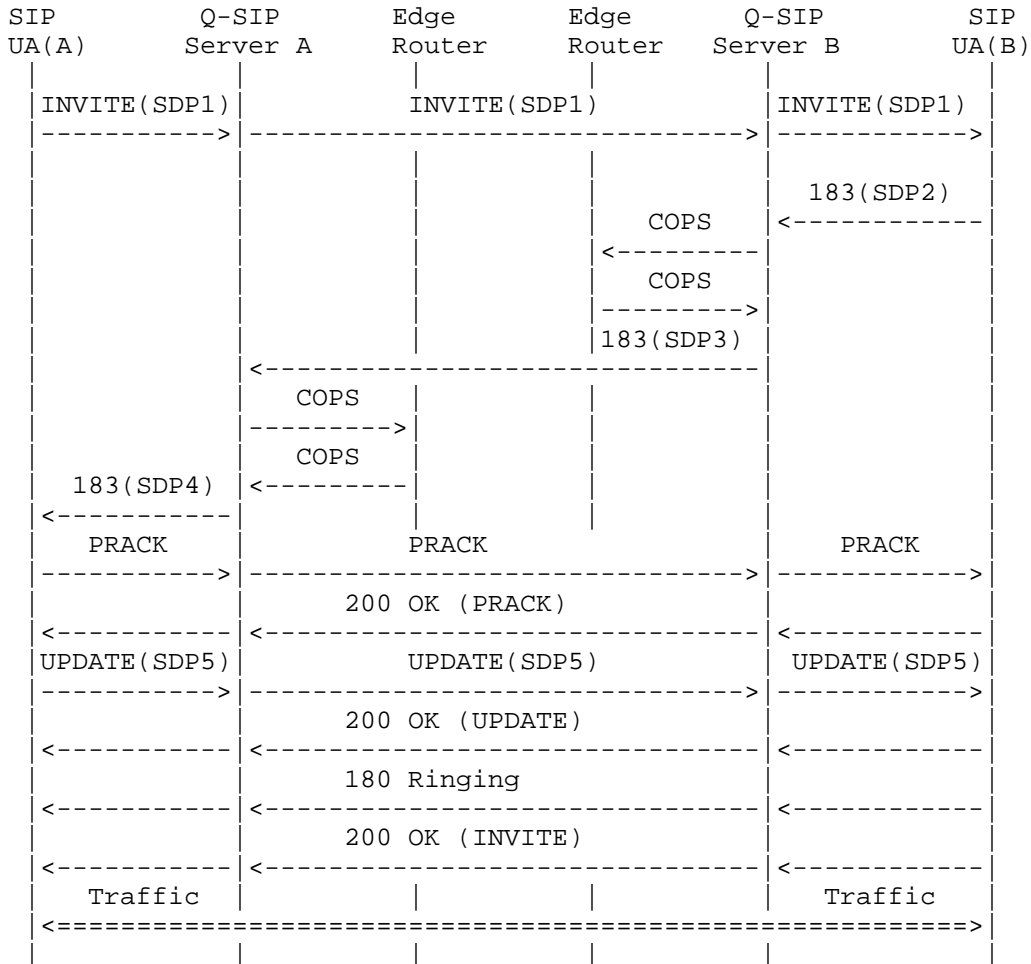 SIP Q-SIP Edge Edge Q-SIP SIP
UA(A) Server A Router Router Server B UA(B)
INVITE(SDP1) INVITE(SDP1) INVITE(SDP1)
183(SDP2)
COPS
COPS
183(SDP3)
COPS
COPS
183(SDP4)
PRACK PRACK PRACK
200 OK (PRACK)
UPDATE(SDP5) UPDATE(SDP5) UPDATE(SDP5)
200 OK (UPDATE)
180 Ringing
200 OK (INVITE)
Traffic Traffic